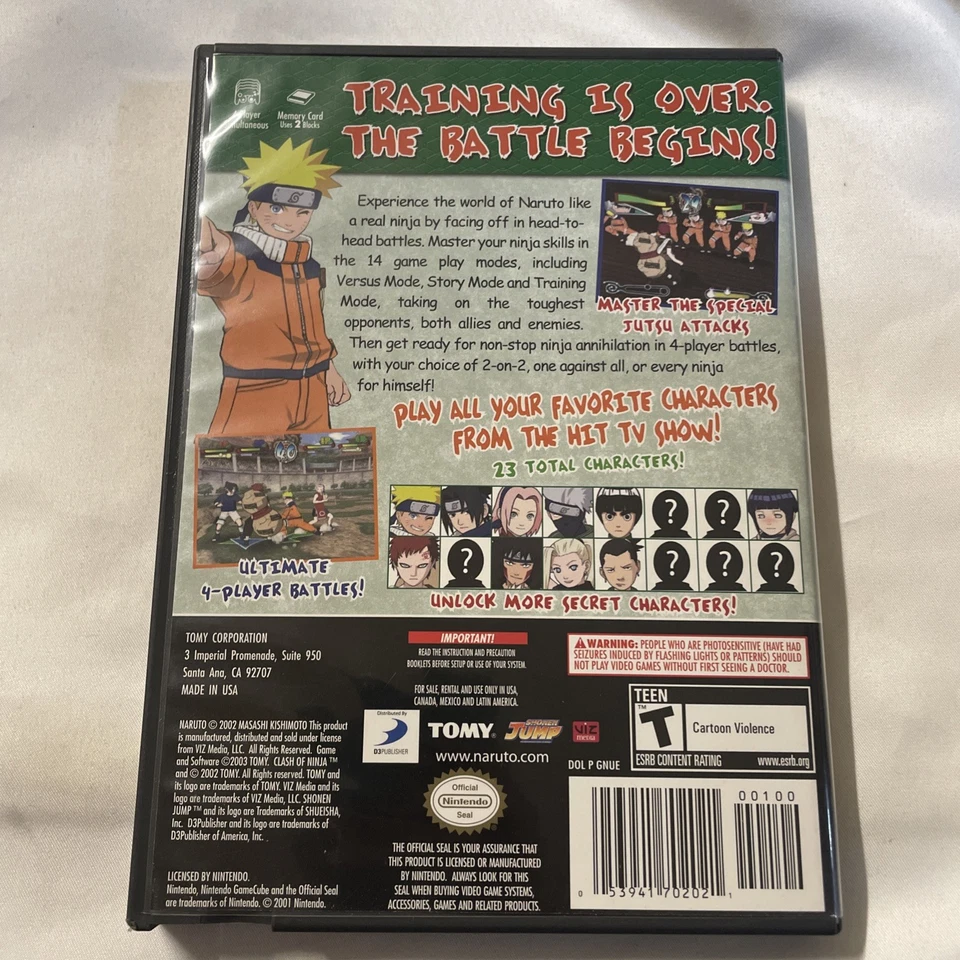 Memory Card
Uses 2 Blocks
TRAINING IS OVER.
THE BATTLE BEGINS!
Experience the world of Naruto like
a real ninja by facing off in head-to-
head battles. Master your ninja skills in
the 14 game play modes, including
Versus Mode, Story Mode and Training
Mode, taking on the toughest
opponents, both allies and enemies.
Then get ready for non-stop ninja annihilation in 4-player battles,
with your choice of 2-on-2, one against all, or every ninja
for himself!
MASTER THE SPECIAL
JUTSU ATTACKS
PLAY ALL YOUR FAVORITE CHARACTERS
FROM THE HIT TV SHOW!
23 TOTAL CHARACTERS!
ULTIMATE
4-PLAYER BATTLES!
? ?
? ? ? ?
UNLOCK MORE SECRET CHARACTERS!
TOMY CORPORATION
3 Imperial Promenade, Suite 950
Santa Ana, CA 92707
MADE IN USA
IMPORTANT!
READ THE INSTRUCTION AND PRECAUTION
BOOKLETS BEFORE SETUP OR USE OF YOUR SYSTEM.
FOR SALE, RENTAL AND USE ONLY IN USA,
CANADA, MEXICO AND LATIN AMERICA.
WARNING: PEOPLE WHO ARE PHOTOSENSITIVE (HAVE HAD
SEIZURES INDUCED BY FLASHING LIGHTS OR PATTERNS) SHOULD
NOT PLAY VIDEO GAMES WITHOUT FIRST SEEING A DOCTOR.
NARUTO © 2002 MASASHI KISHIMOTO This product
is manufactured, distributed and sold under license
from VIZ Media, LLC. All Rights Reserved. Game
and Software ©2003 TOMY. CLASH OF NINJA ™
and © 2002 TOMY. All Rights reserved. TOMY and
its logo are trademarks of TOMY. VIZ Media and its
logo are trademarks of VIZ Media, LLC. SHONEN
JUMP ™ and its logo are Trademarks of SHUEISHA,
Inc. D3Publisher and its logo are trademarks of
D3Publisher of America, Inc.
LICENSED BY NINTENDO.
Nintendo, Nintendo GameCube and the Official Seal
are trademarks of Nintendo. © 2001 Nintendo.
Distributed By
D3PUBLISHER
TOMY
SHONEN JUMP
VIZ media
www.naruto.com
DOL P GNUE
Official
Nintendo
Seal
THE OFFICIAL SEAL IS YOUR ASSURANCE THAT
THIS PRODUCT IS LICENSED OR MANUFACTURED
BY NINTENDO. ALWAYS LOOK FOR THIS
SEAL WHEN BUYING VIDEO GAME SYSTEMS,
ACCESSORIES, GAMES AND RELATED PRODUCTS.
TEEN
T
TM
Cartoon Violence
ESRB CONTENT RATING www.esrb.org
00100
0 53941 70202 1